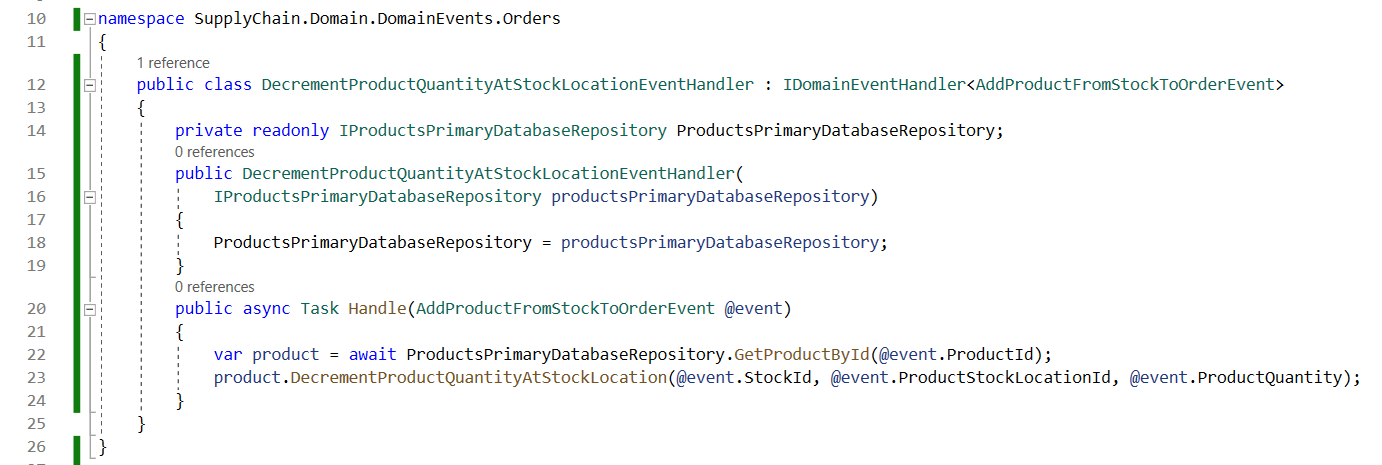 10 namespace SupplyChain.Domain.DomainEvents.Orders
11 {
1 reference
12 public class DecrementProductQuantityAtStockLocationEventHandler : IDomainEventHandler<AddProductFromStockToOrderEvent>
13 {
14 private readonly IProductsPrimaryDatabaseRepository ProductsPrimaryDatabaseRepository;
0 references
15 public DecrementProductQuantityAtStockLocationEventHandler(
16 IProductsPrimaryDatabaseRepository productsPrimaryDatabaseRepository)
17 {
18 ProductsPrimaryDatabaseRepository = productsPrimaryDatabaseRepository;
19 }
0 references
20 public async Task Handle(AddProductFromStockToOrderEvent @event)
21 {
22 var product = await ProductsPrimaryDatabaseRepository.GetProductById(@event.ProductId);
23 product.DecrementProductQuantityAtStockLocation(@event.StockId, @event.ProductStockLocationId, @event.ProductQuantity);
24 }
25 }
26 }